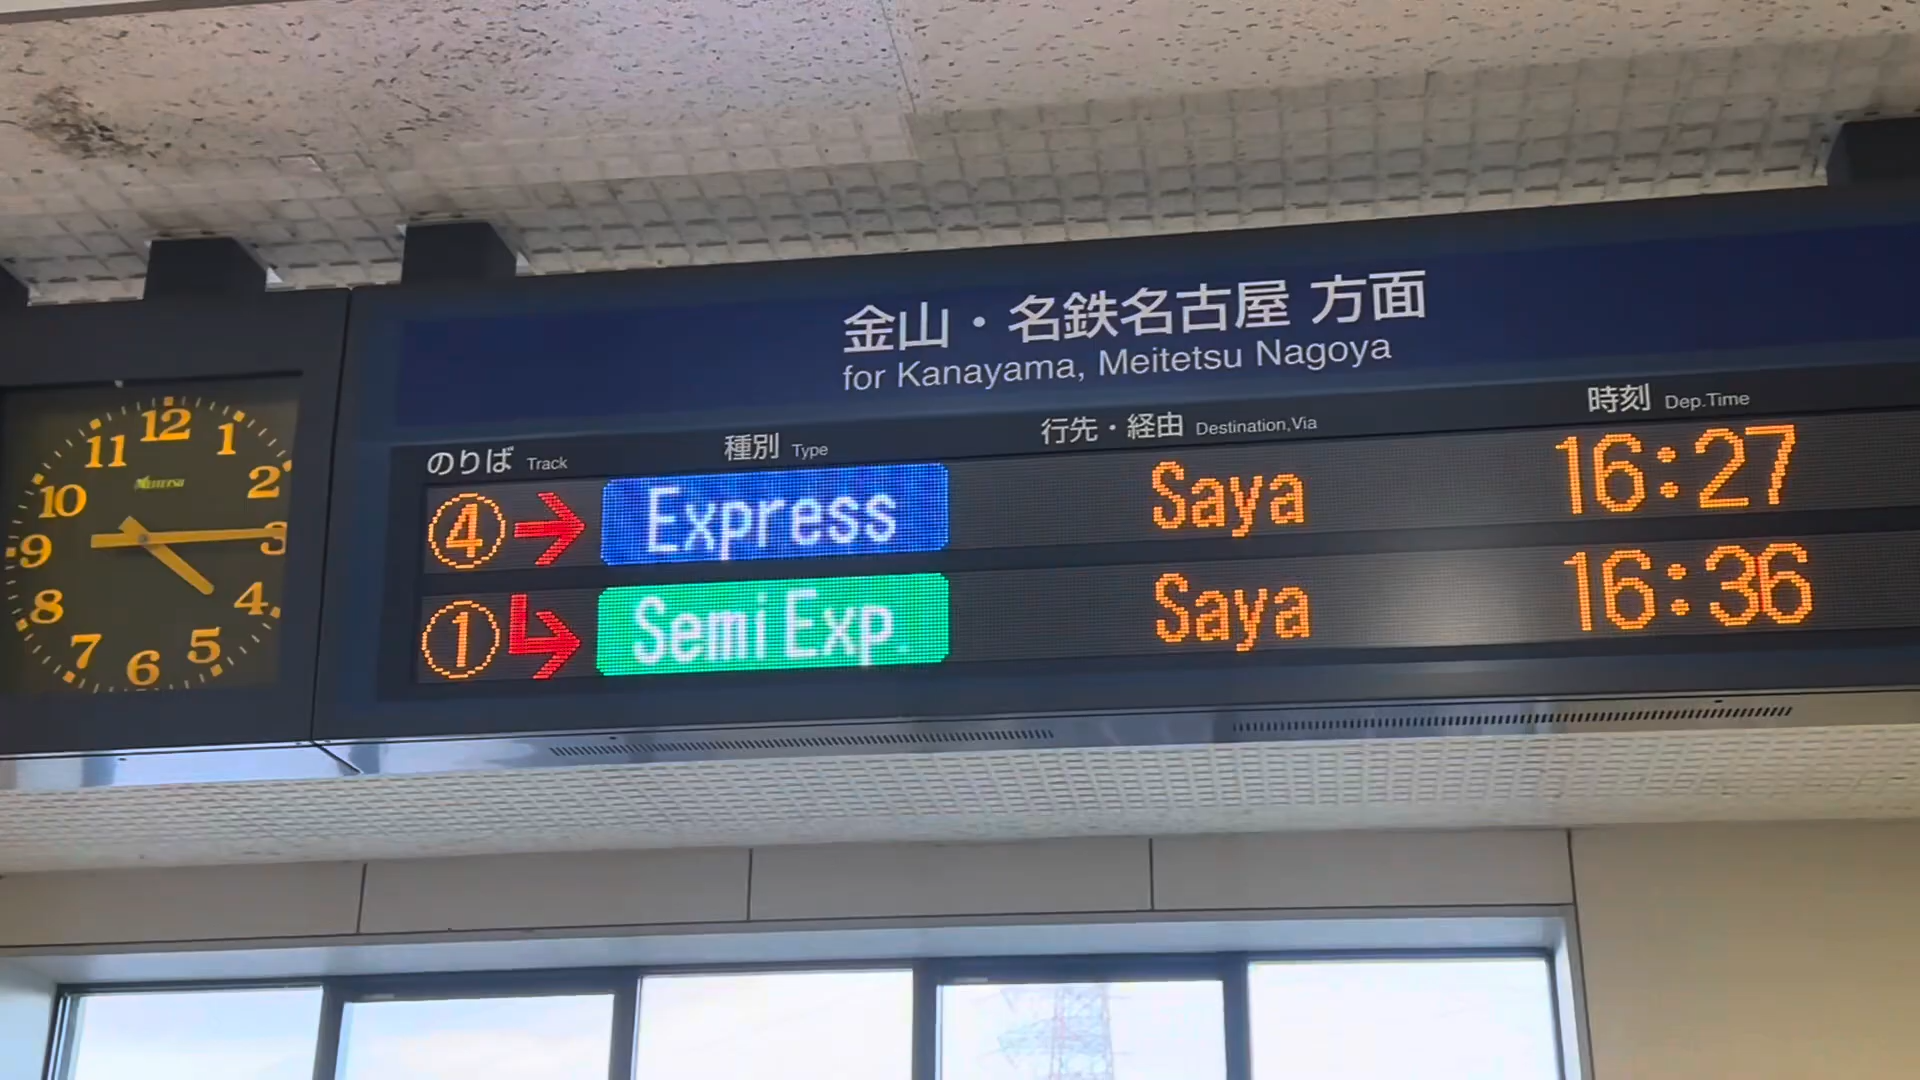 金山・名鉄名古屋 方面
for Kanayama, Meitetsu Nagoya
のりば Track 種別 Type 行先・経由 Destination,Via 時刻 Dep.Time
④ → Express Saya 16:27
① Semi Exp. Saya 16:36
12
11 1
10 2
MEITETSU
9 3
8 4
7 5
6